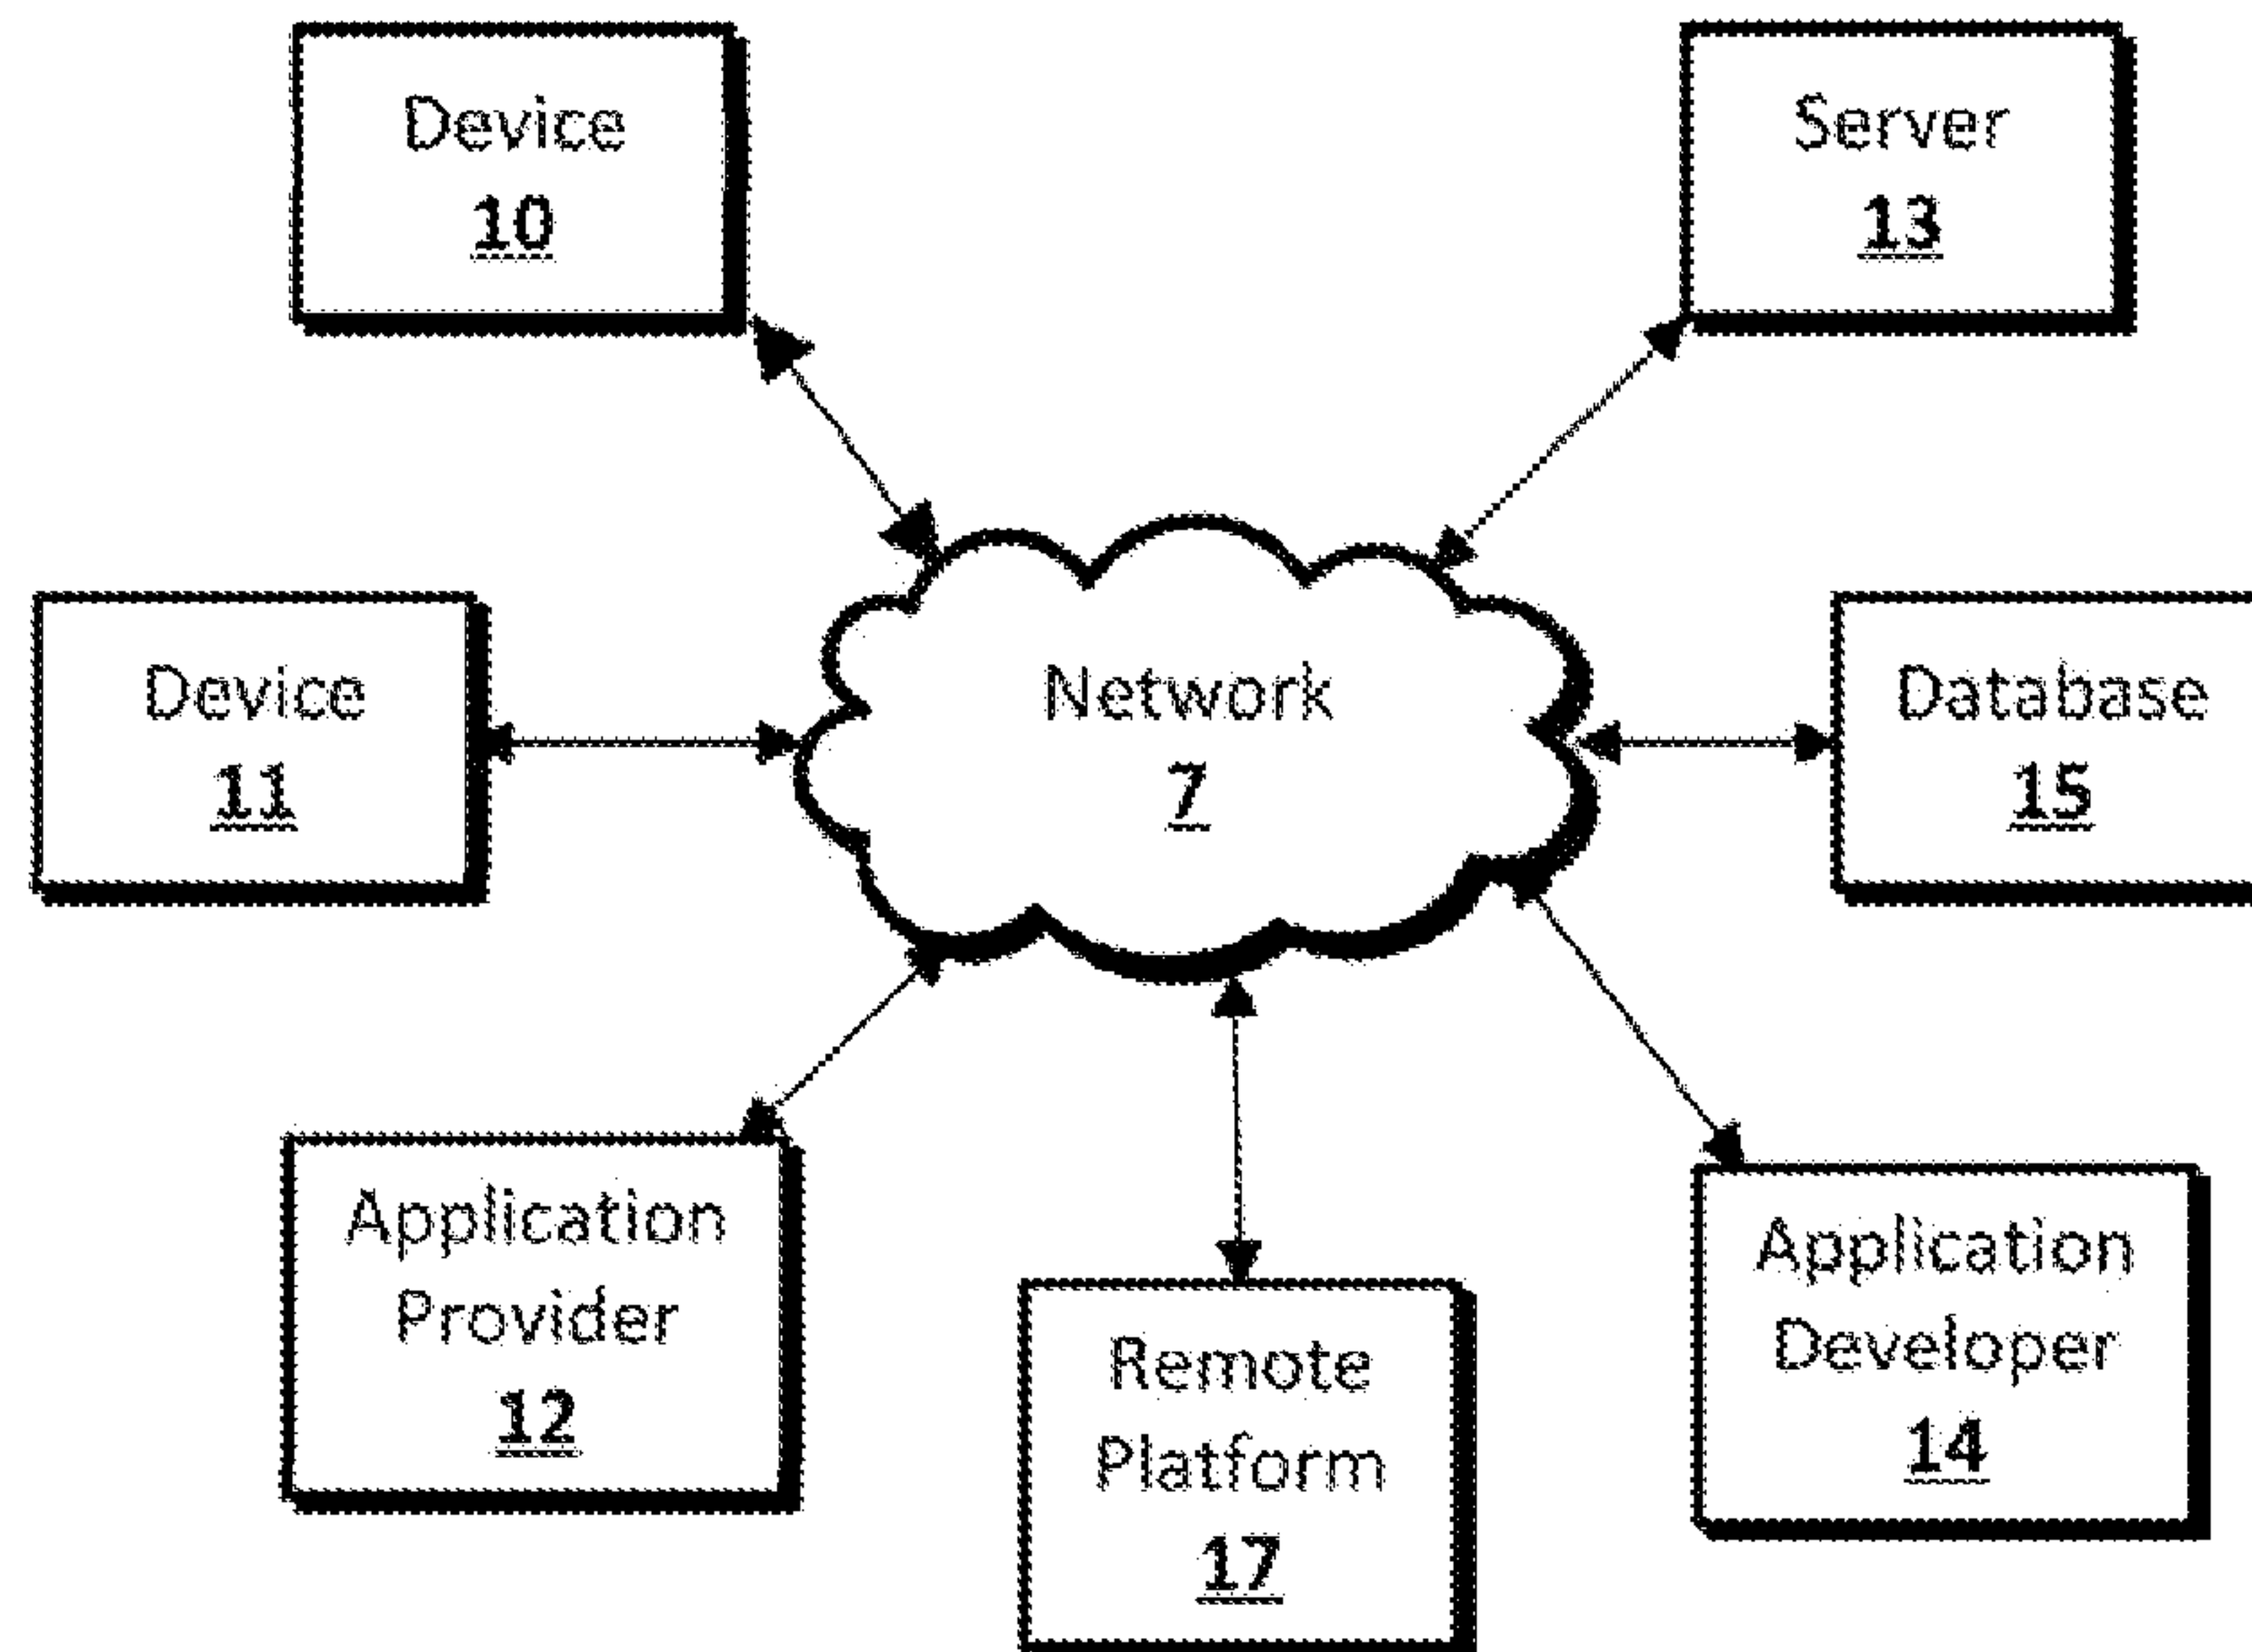 Device
10
Server
13
Device
11
Network
7
Database
15
Application
Provider
12
Remote
Platform
17
Application
Developer
14